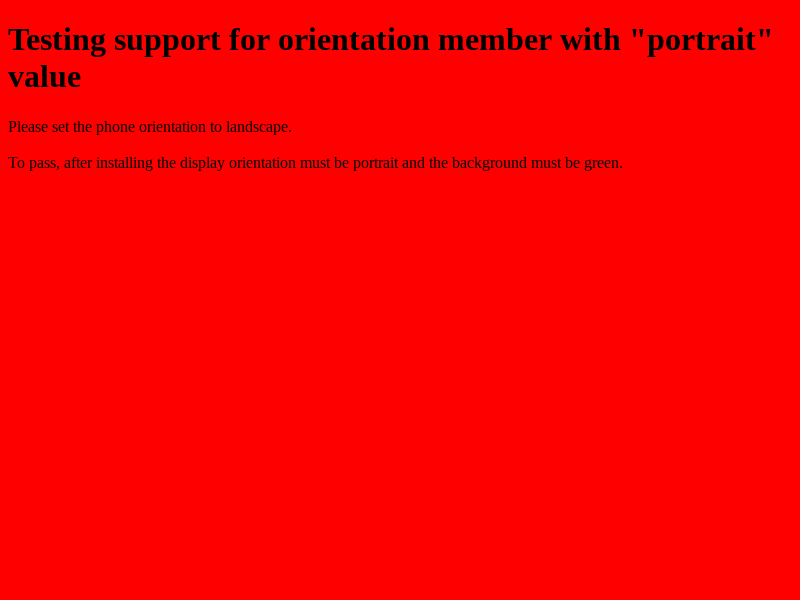 Testing support for orientation member with "portrait"
value
Please set the phone orientation to landscape.
To pass, after installing the display orientation must be portrait and the background must be green.